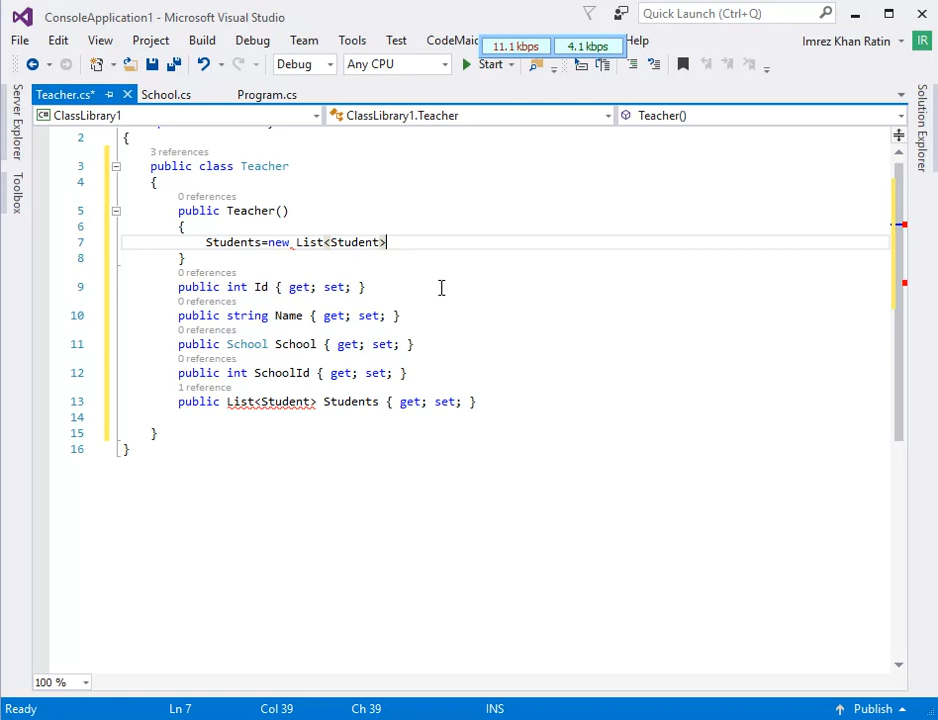 ConsoleApplication1 - Microsoft Visual Studio
Quick Launch (Ctrl+Q)
File Edit View Project Build Debug Team Tools Test CodeMaic 11.1 kbps 4.1 kbps Help Imrez Khan Ratin IR
Debug Any CPU Start
Server Explorer
Toolbox
Solution Explorer
Teacher.cs* School.cs Program.cs
ClassLibrary1 ClassLibrary1.Teacher Teacher()
2 {
3 references
3 public class Teacher
4 {
0 references
5 public Teacher()
6 {
7 Students=new List<Student>
8 }
0 references
9 public int Id { get; set; }
0 references
10 public string Name { get; set; }
0 references
11 public School School { get; set; }
0 references
12 public int SchoolId { get; set; }
1 reference
13 public List<Student> Students { get; set; }
14
15 }
16 }
100 %
Ready Ln 7 Col 39 Ch 39 INS Publish